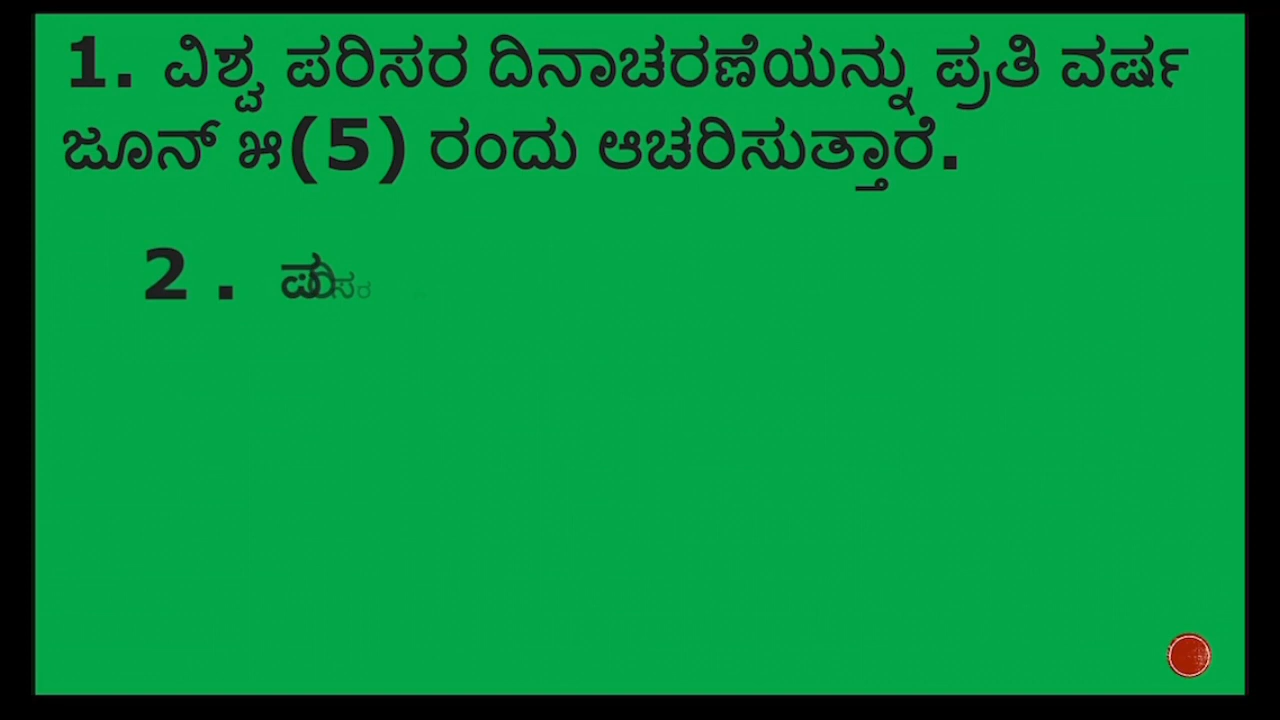 1. ವಿಶ್ವ ಪರಿಸರ ದಿನಾಚರಣೆಯನ್ನು ಪ್ರತಿ ವರ್ಷ
ಜೂನ್ ೫(5) ರಂದು ಆಚರಿಸುತ್ತಾರೆ.
2 . ಪರಿಸರ